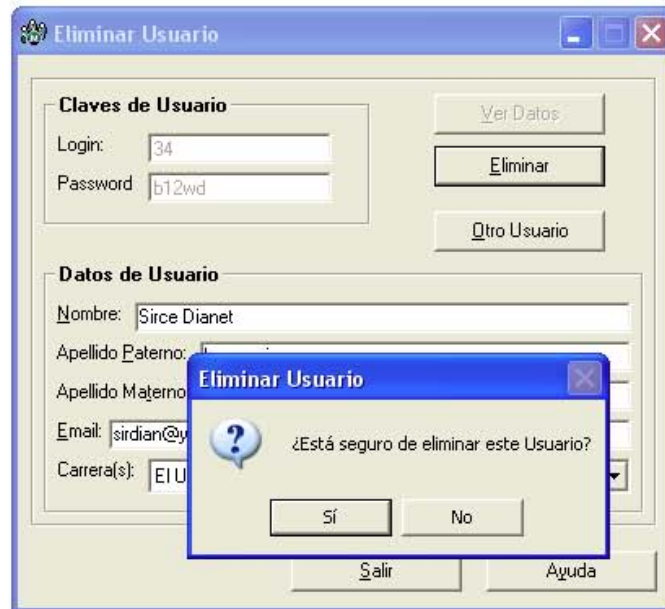 Eliminar Usuario
Claves de Usuario
Login: 34
Password b12wd
Ver Datos
Eliminar
Otro Usuario
Datos de Usuario
Nombre: Sirce Dianet
Apellido Paterno:
Apellido Materno
Email: sirdian@y
Carrera(s): El U
Eliminar Usuario
¿Está seguro de eliminar este Usuario?
Sí No
Salir Ayuda